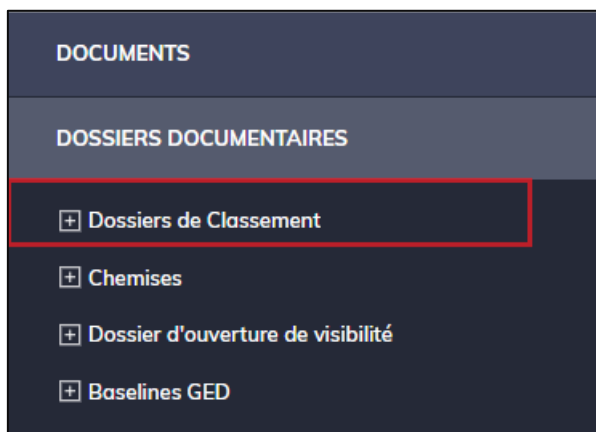 DOCUMENTS
DOSSIERS DOCUMENTAIRES
Dossiers de Classement
Chemises
Dossier d'ouverture de visibilité
Baselines GED